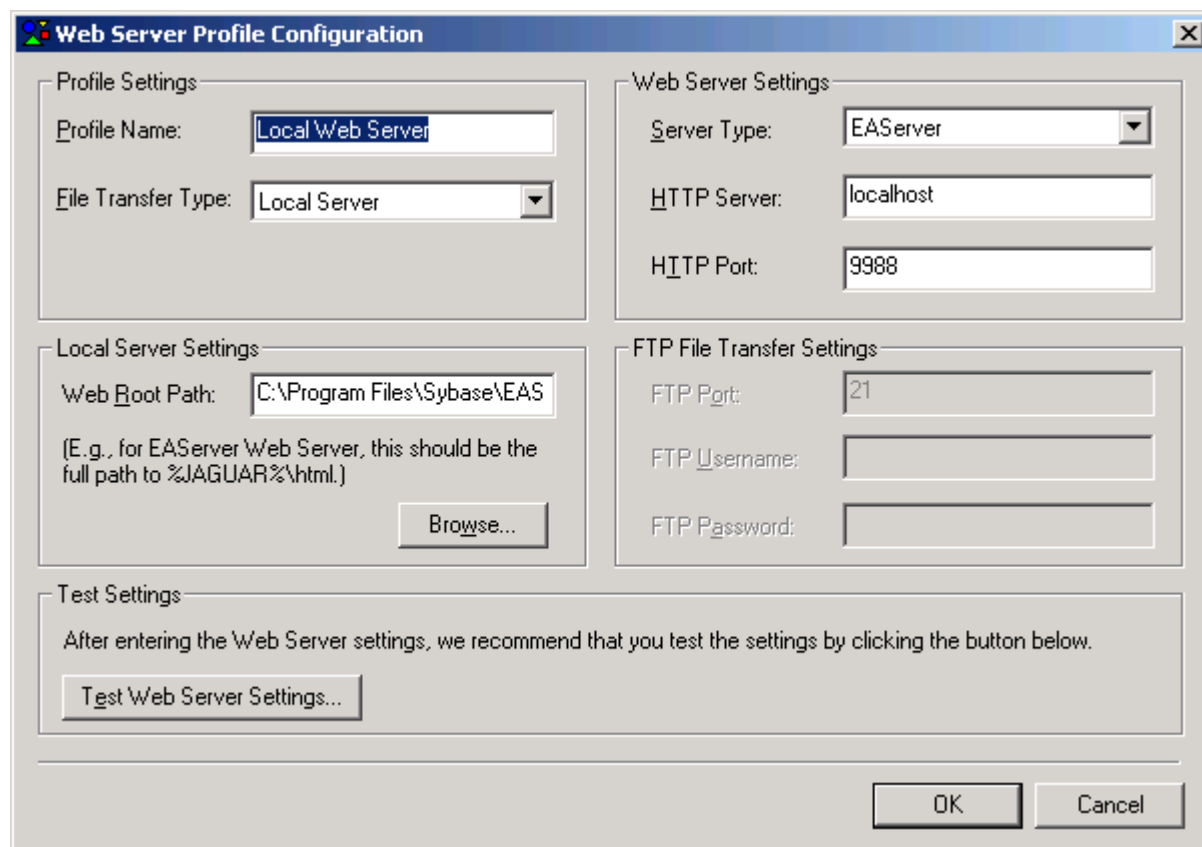 Web Server Profile Configuration
Profile Settings
Profile Name: Local Web Server
File Transfer Type: Local Server
Web Server Settings
Server Type: EAServer
HTTP Server: localhost
HTTP Port: 9988
Local Server Settings
Web Root Path: C:\Program Files\Sybase\EAS
(E.g., for EAServer Web Server, this should be the
full path to %JAGUAR%\html.)
Browse...
FTP File Transfer Settings
FTP Port: 21
FTP Username:
FTP Password:
Test Settings
After entering the Web Server settings, we recommend that you test the settings by clicking the button below.
Test Web Server Settings...
OK
Cancel